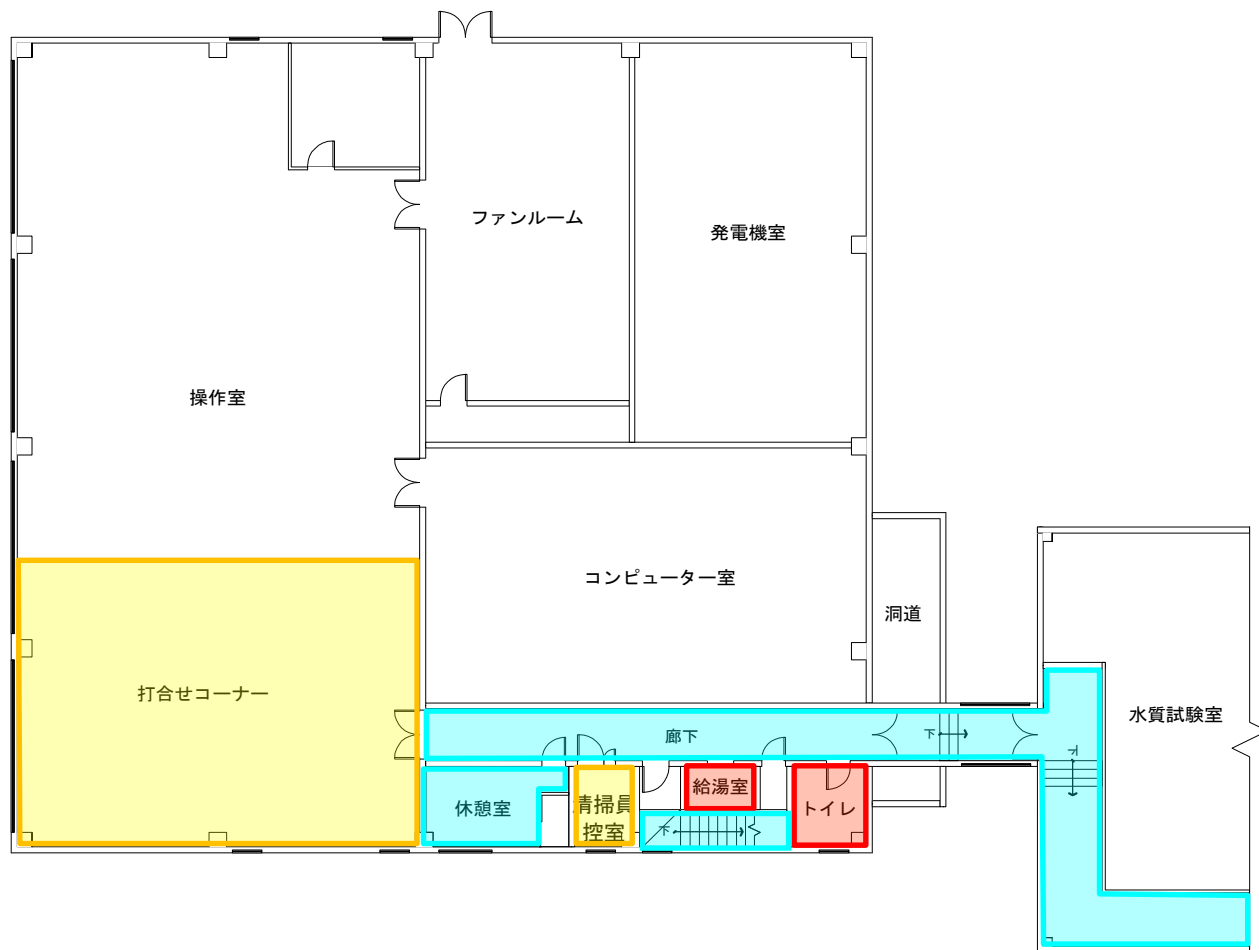 ファンルーム
発電機室
操作室
コンピューター室
洞道
打合せコーナー
水質試験室
廊下
下
下
休憩室
清掃員
控室
給湯室
トイレ
下